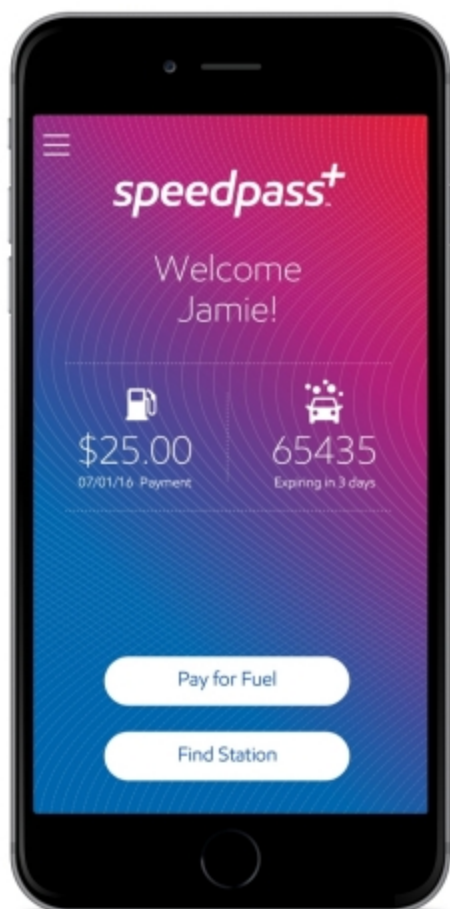 speedpass+™
Welcome
Jamie!
$25.00
07/01/16 Payment
65435
Expiring in 3 days
Pay for Fuel
Find Station